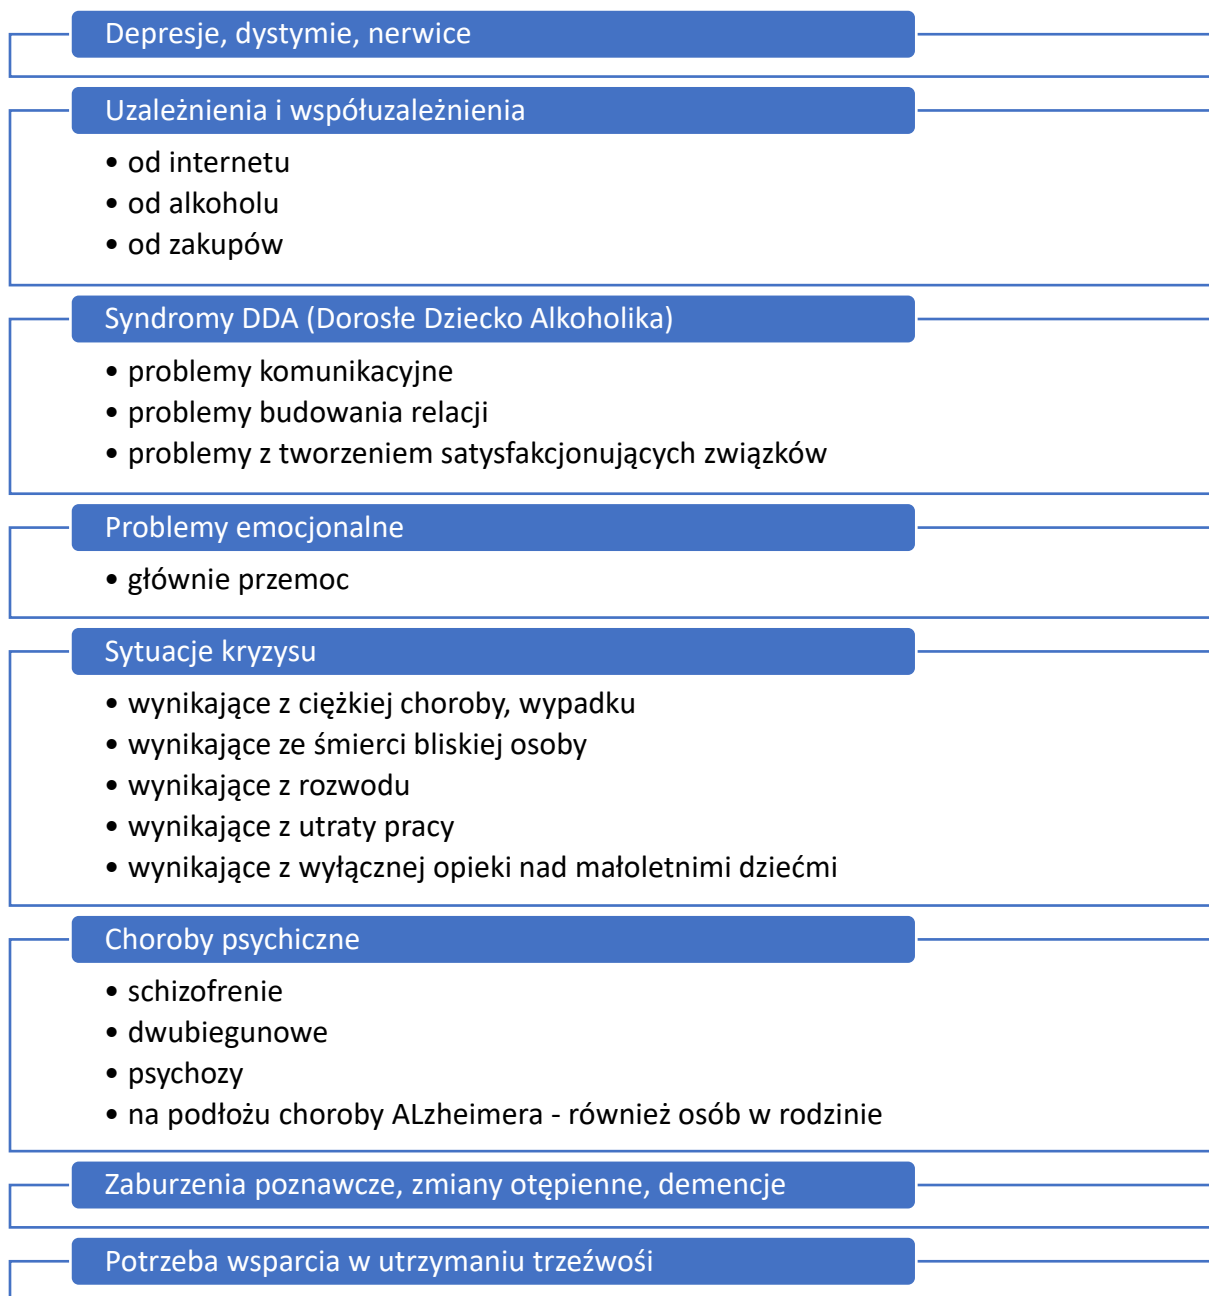 Depresje, dystymie, nerwice
Uzależnienia i współuzależnienia
• od internetu
• od alkoholu
• od zakupów
Syndromy DDA (Dorosłe Dziecko Alkoholika)
• problemy komunikacyjne
• problemy budowania relacji
• problemy z tworzeniem satysfakcjonujących związków
Problemy emocjonalne
• głównie przemoc
Sytuacje kryzysu
• wynikające z ciężkiej choroby, wypadku
• wynikające ze śmierci bliskiej osoby
• wynikające z rozwodu
• wynikające z utraty pracy
• wynikające z wyłącznej opieki nad małoletnimi dziećmi
Choroby psychiczne
• schizofrenie
• dwubiegunowe
• psychozy
• na podłożu choroby ALzheimera - również osób w rodzinie
Zaburzenia poznawcze, zmiany otępienne, demencje
Potrzeba wsparcia w utrzymaniu trzeźwośi